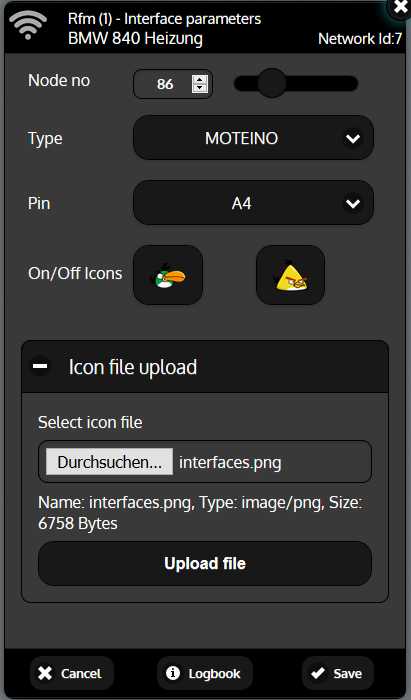 Rfm (1) - Interface parameters
BMW 840 Heizung
Network Id:7
Node no
86
Type
MOTEINO
Pin
A4
On/Off Icons
Icon file upload
Select icon file
Durchsuchen... interfaces.png
Name: interfaces.png, Type: image/png, Size:
6758 Bytes
Upload file
Cancel
Logbook
Save